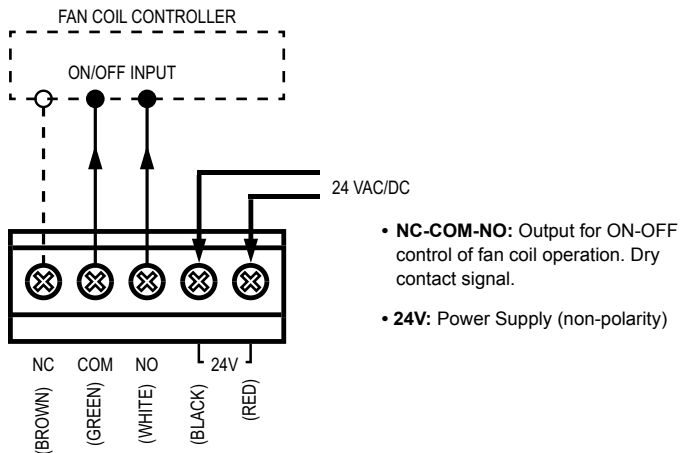 FAN COIL CONTROLLER
ON/OFF INPUT
24 VAC/DC
• NC-COM-NO: Output for ON-OFF
control of fan coil operation. Dry
contact signal.
• 24V: Power Supply (non-polarity)
NC COM NO 24V
(BROWN) (GREEN) (WHITE) (BLACK) (RED)